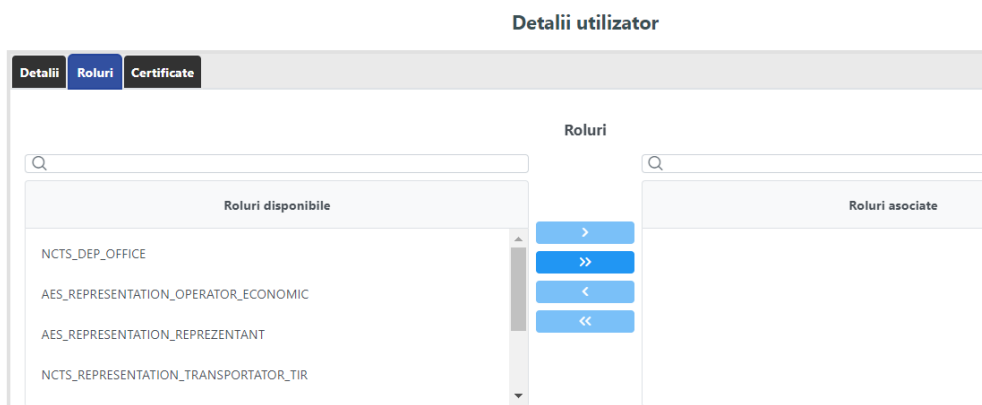 Detalii utilizator
Detalii Roluri Certificate
Roluri
Roluri disponibile
Roluri asociate
NCTS_DEP_OFFICE
AES_REPRESENTATION_OPERATOR_ECONOMIC
AES_REPRESENTATION_REPREZENTANT
NCTS_REPRESENTATION_TRANSPORTATOR_TIR